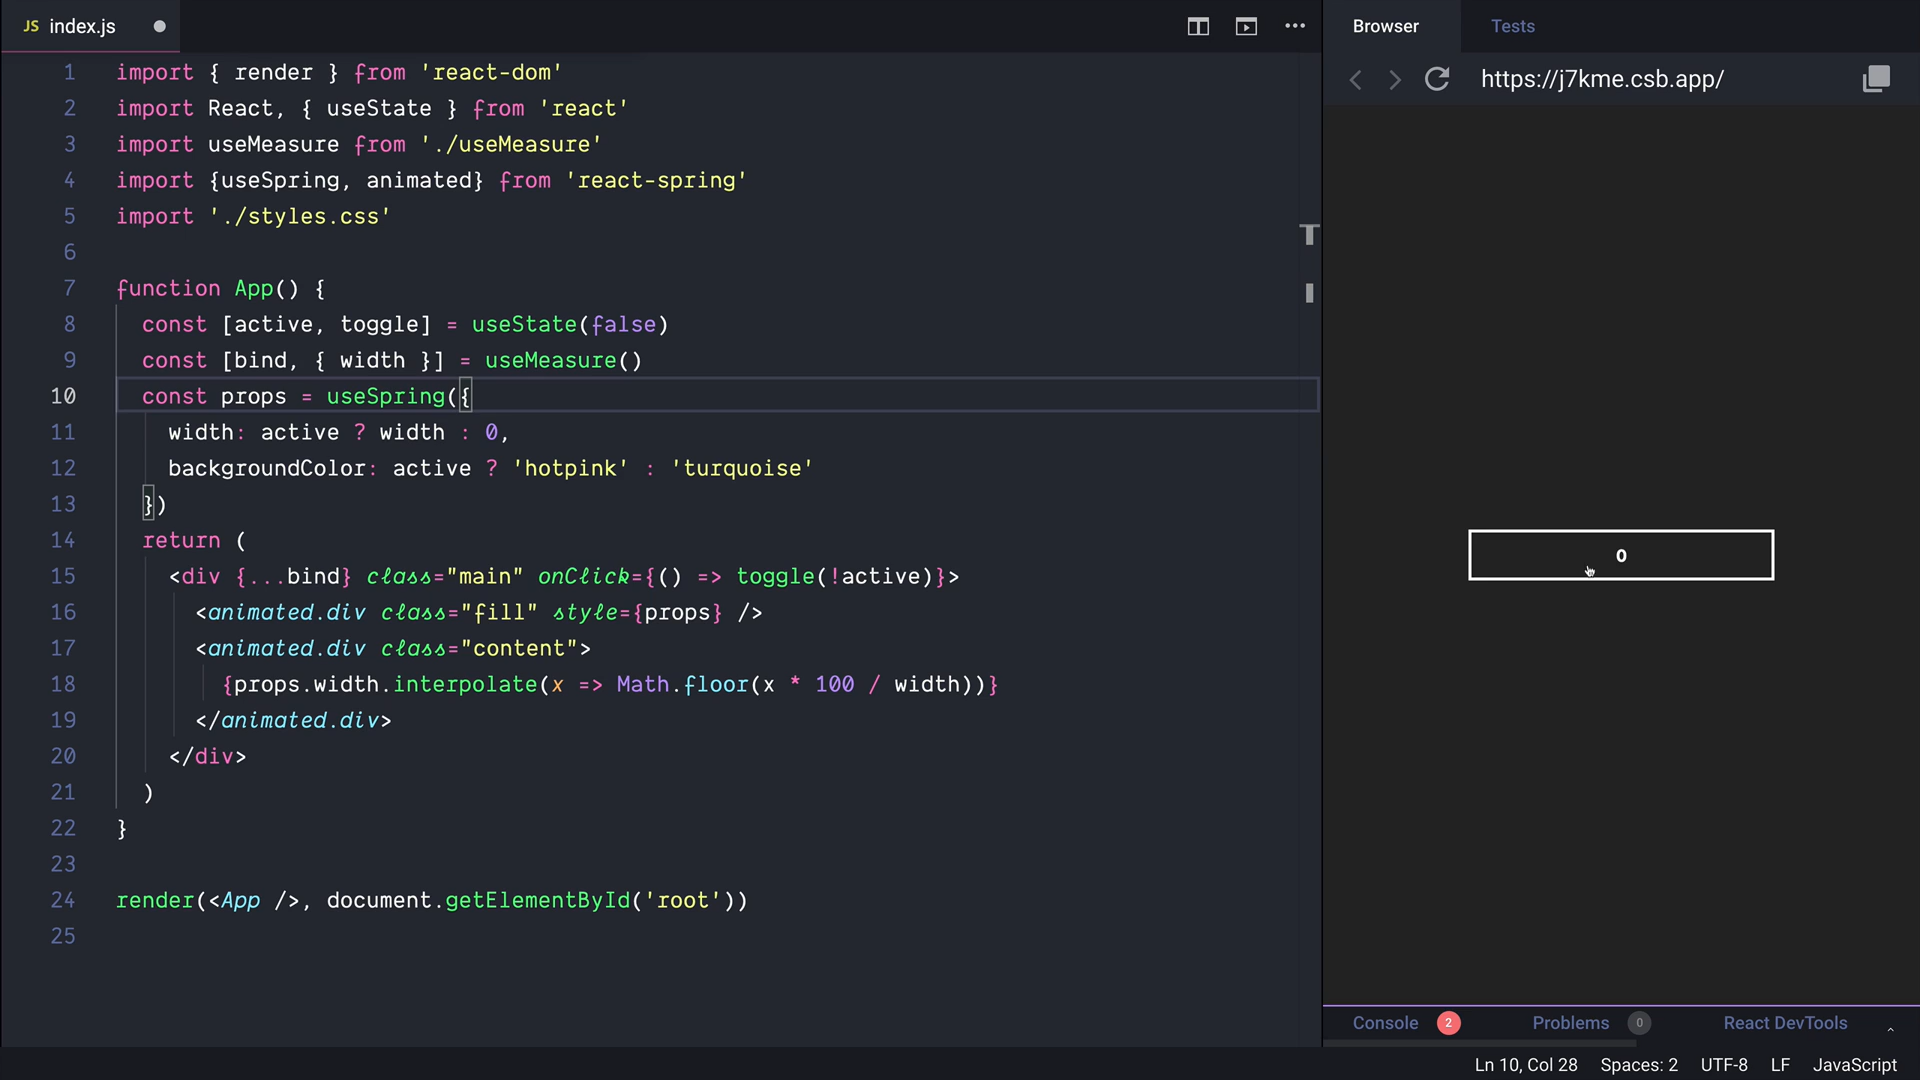 JS index.js
1 import { render } from 'react-dom'
2 import React, { useState } from 'react'
3 import useMeasure from './useMeasure'
4 import {useSpring, animated} from 'react-spring'
5 import './styles.css'
6
7 function App() {
8 const [active, toggle] = useState(false)
9 const [bind, { width }] = useMeasure()
10 const props = useSpring({
11 width: active ? width : 0,
12 backgroundColor: active ? 'hotpink' : 'turquoise'
13 })
14 return (
15 <div {...bind} class="main" onClick={() => toggle(!active)}>
16 <animated.div class="fill" style={props} />
17 <animated.div class="content">
18 {props.width.interpolate(x => Math.floor(x * 100 / width))}
19 </animated.div>
20 </div>
21 )
22 }
23
24 render(<App />, document.getElementById('root'))
25
Browser Tests
https://j7kme.csb.app/
0
Console 2 Problems 0 React DevTools
Ln 10, Col 28 Spaces: 2 UTF-8 LF JavaScript